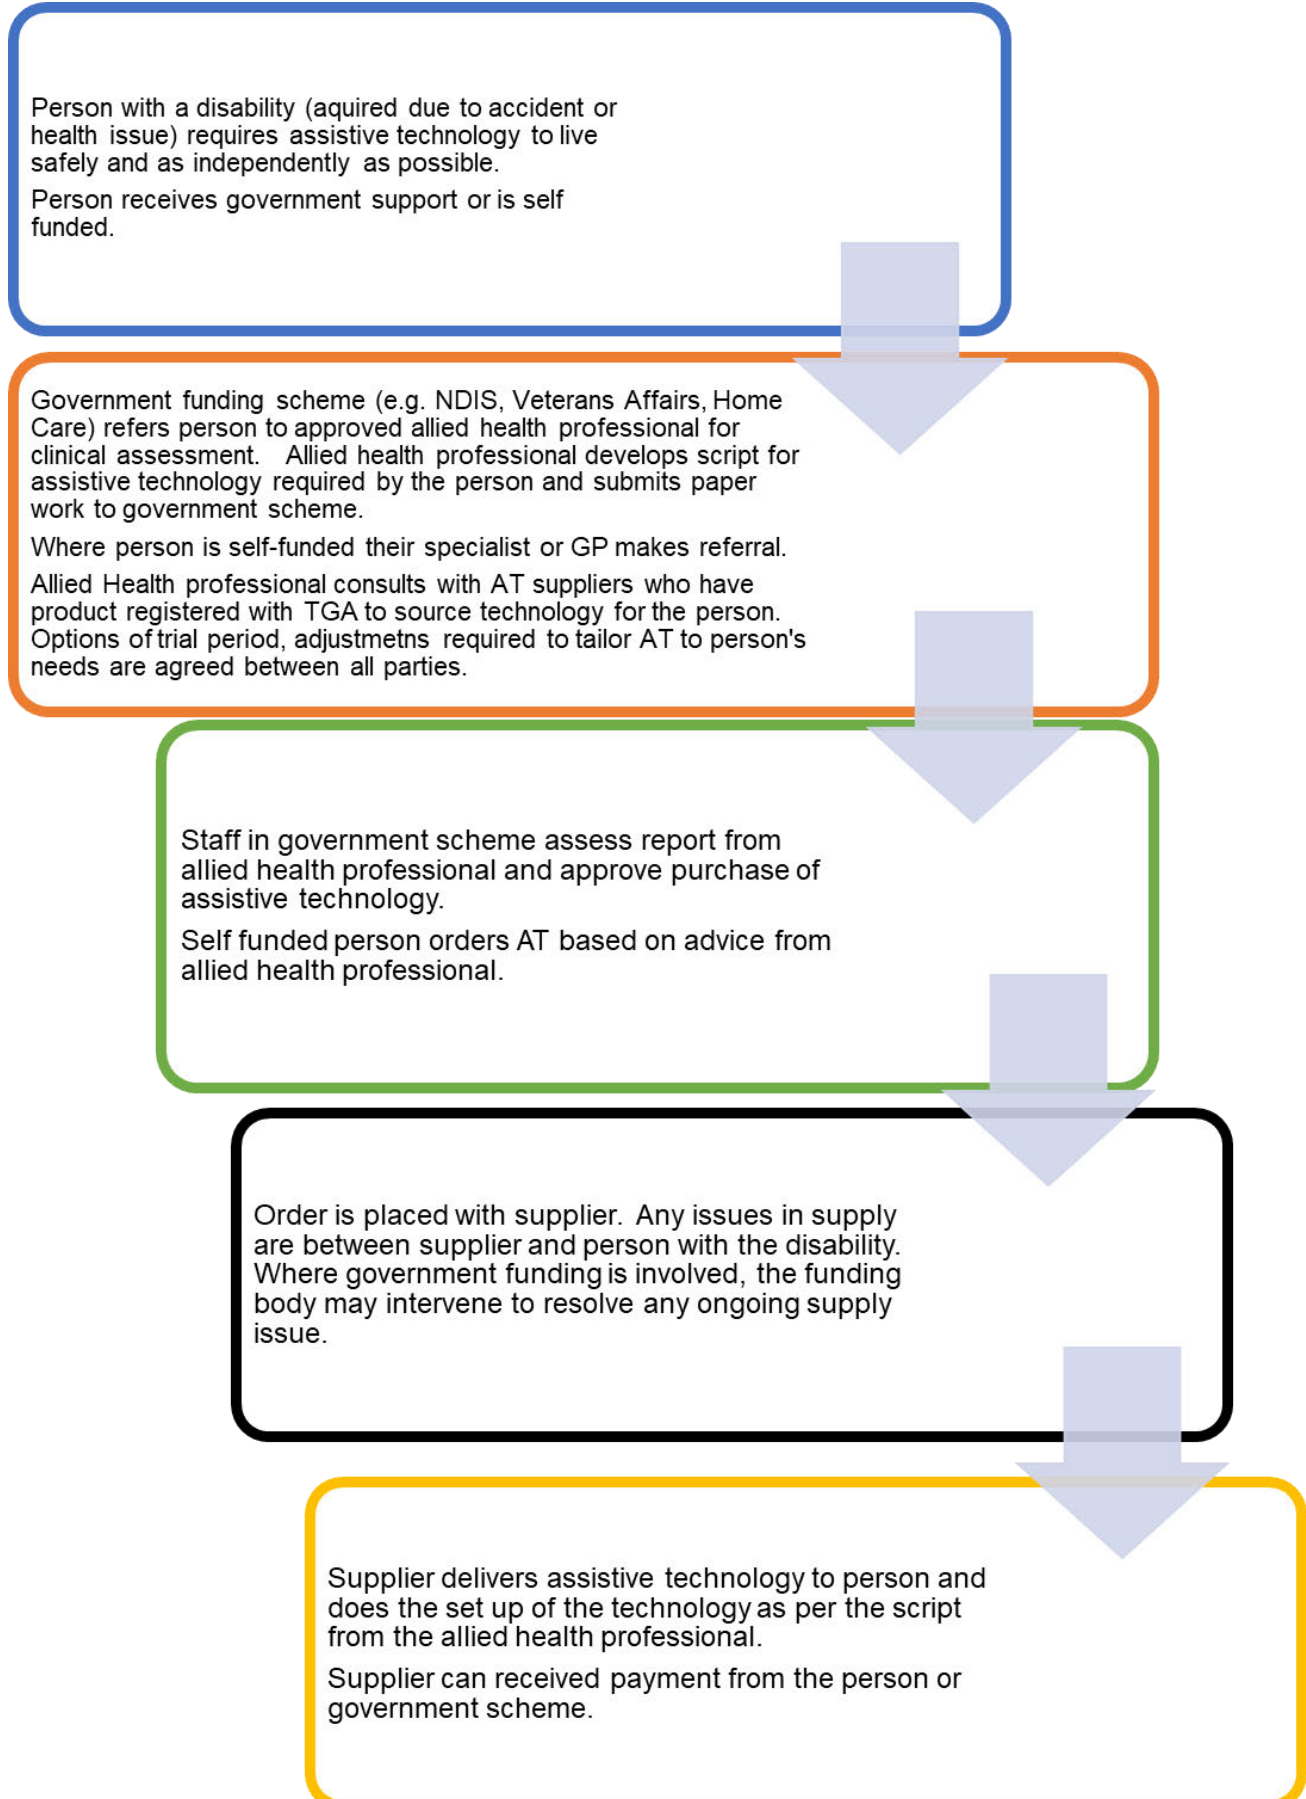 Person with a disability (aquired due to accident or
health issue) requires assistive technology to live
safely and as independently as possible.
Person receives government support or is self
funded.
Government funding scheme (e.g. NDIS, Veterans Affairs, Home
Care) refers person to approved allied health professional for
clinical assessment. Allied health professional develops script for
assistive technology required by the person and submits paper
work to government scheme.
Where person is self-funded their specialist or GP makes referral.
Allied Health professional consults with AT suppliers who have
product registered with TGA to source technology for the person.
Options of trial period, adjustmetns required to tailor AT to person's
needs are agreed between all parties.
Staff in government scheme assess report from
allied health professional and approve purchase of
assistive technology.
Self funded person orders AT based on advice from
allied health professional.
Order is placed with supplier. Any issues in supply
are between supplier and person with the disability.
Where government funding is involved, the funding
body may intervene to resolve any ongoing supply
issue.
Supplier delivers assistive technology to person and
does the set up of the technology as per the script
from the allied health professional.
Supplier can received payment from the person or
government scheme.